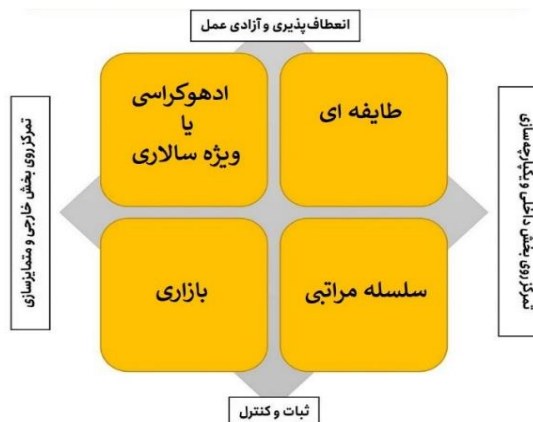 انعطاف‌پذیری و آزادی عمل
تمرکز روی بخش داخلی و یکپارچه‌سازی
طایفه ای
ادهوکراسی
یا
ویژه سالاری
تمرکز روی بخش خارجی و متمایزسازی
سلسله مراتبی
بازاری
ثبات و کنترل